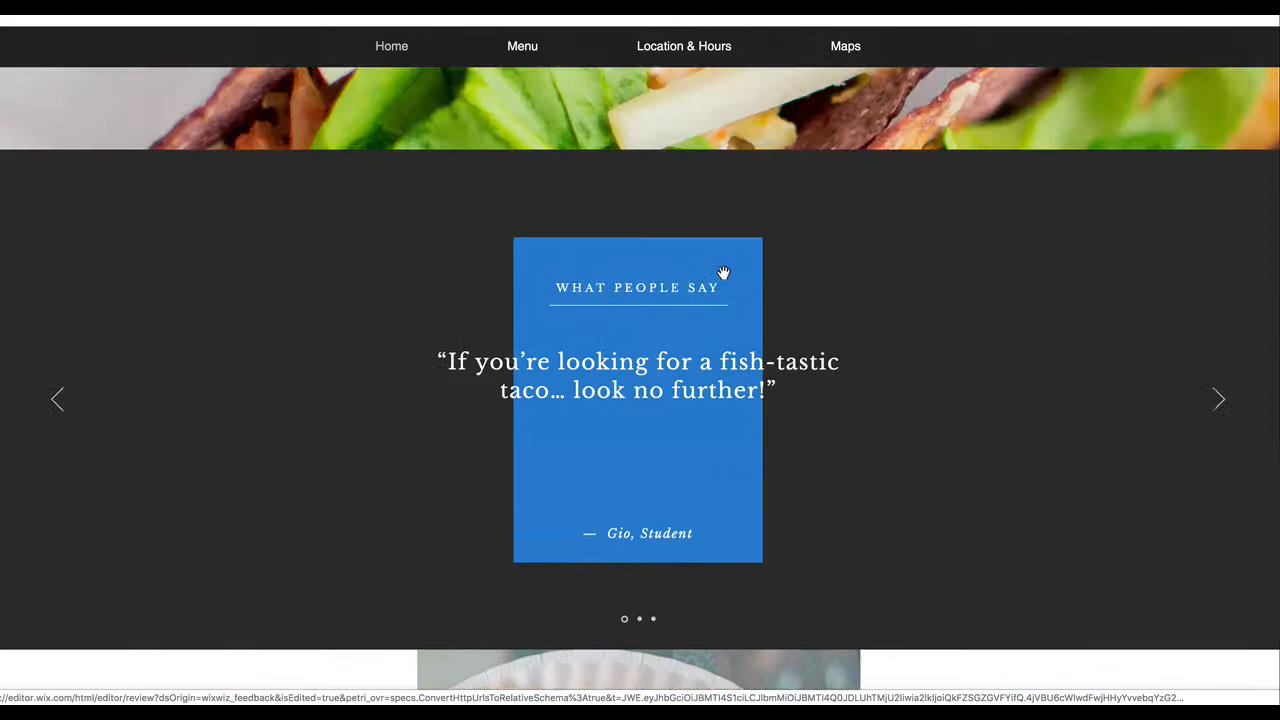 Home Menu Location & Hours Maps
WHAT PEOPLE SAY
“If you’re looking for a fish-tastic
taco... look no further!”
— Gio, Student